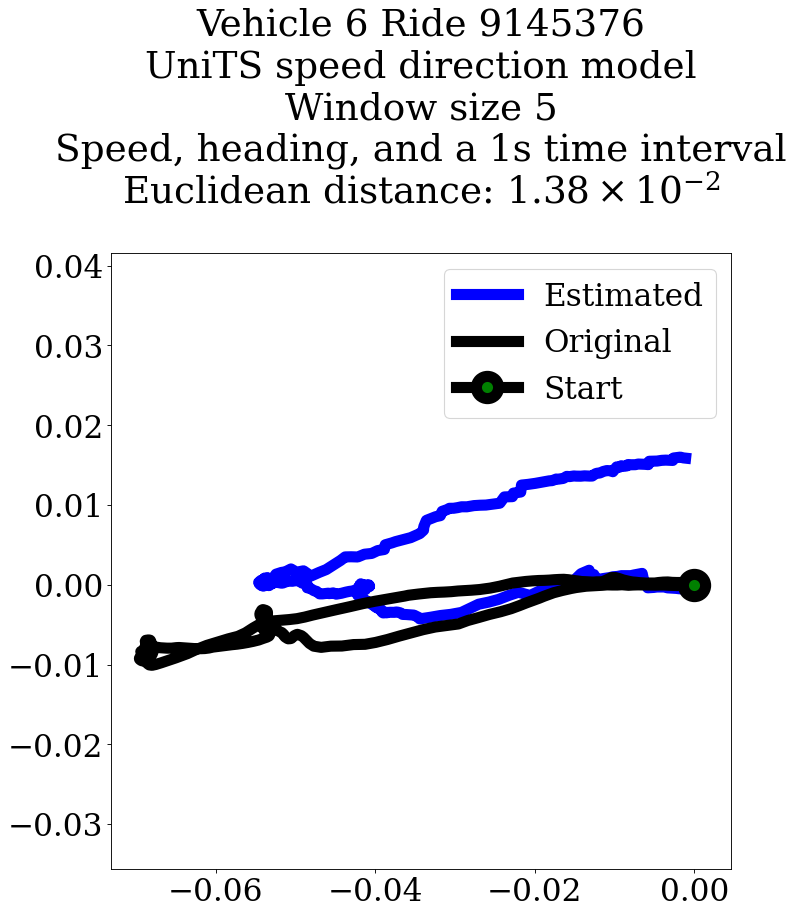 Vehicle 6 Ride 9145376
UniTS speed direction model
Window size 5
Speed, heading, and a 1s time interval
Euclidean distance: 1.38 × 10⁻²
Estimated
Original
Start
0.04
0.03
0.02
0.01
0.00
−0.01
−0.02
−0.03
−0.06
−0.04
−0.02
0.00